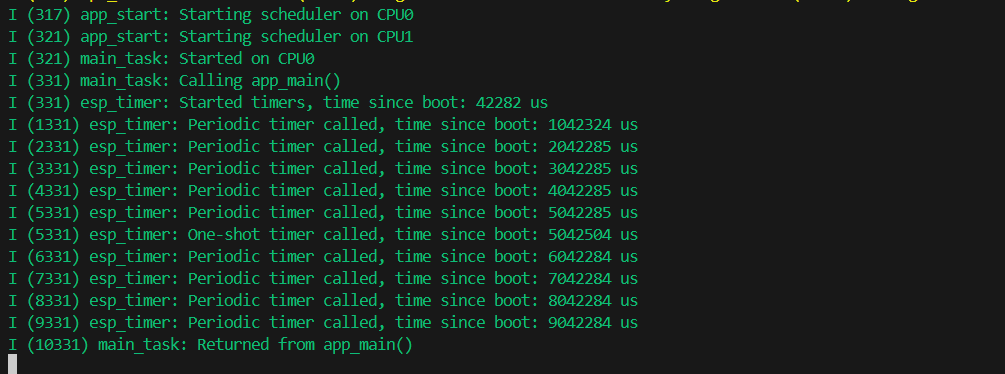 I (317) app_start: Starting scheduler on CPU0
I (321) app_start: Starting scheduler on CPU1
I (321) main_task: Started on CPU0
I (331) main_task: Calling app_main()
I (331) esp_timer: Started timers, time since boot: 42282 us
I (1331) esp_timer: Periodic timer called, time since boot: 1042324 us
I (2331) esp_timer: Periodic timer called, time since boot: 2042285 us
I (3331) esp_timer: Periodic timer called, time since boot: 3042285 us
I (4331) esp_timer: Periodic timer called, time since boot: 4042285 us
I (5331) esp_timer: Periodic timer called, time since boot: 5042285 us
I (5331) esp_timer: One-shot timer called, time since boot: 5042504 us
I (6331) esp_timer: Periodic timer called, time since boot: 6042284 us
I (7331) esp_timer: Periodic timer called, time since boot: 7042284 us
I (8331) esp_timer: Periodic timer called, time since boot: 8042284 us
I (9331) esp_timer: Periodic timer called, time since boot: 9042284 us
I (10331) main_task: Returned from app_main()